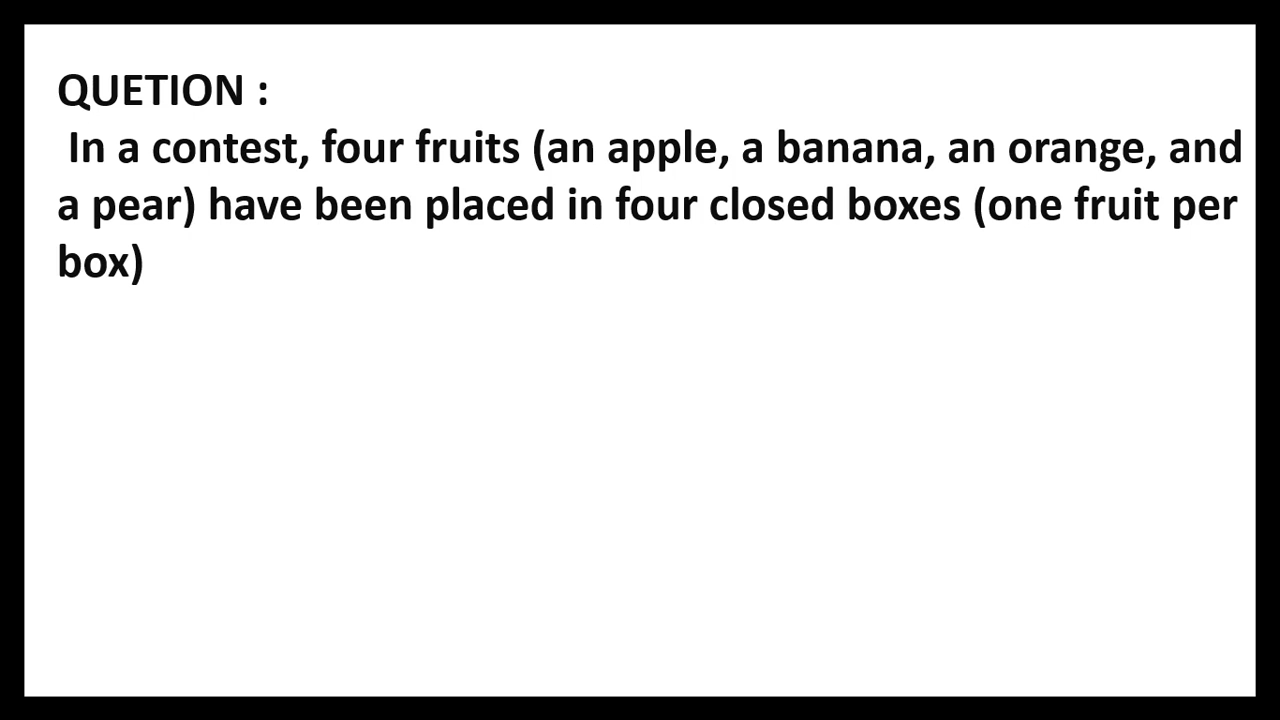 QUETION :
In a contest, four fruits (an apple, a banana, an orange, and
a pear) have been placed in four closed boxes (one fruit per
box)